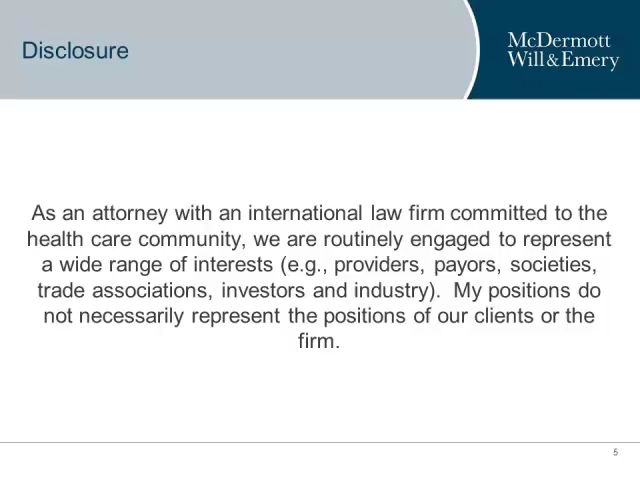 Disclosure
McDermott
Will & Emery
As an attorney with an international law firm committed to the
health care community, we are routinely engaged to represent
a wide range of interests (e.g., providers, payors, societies,
trade associations, investors and industry).  My positions do
not necessarily represent the positions of our clients or the
firm.
5